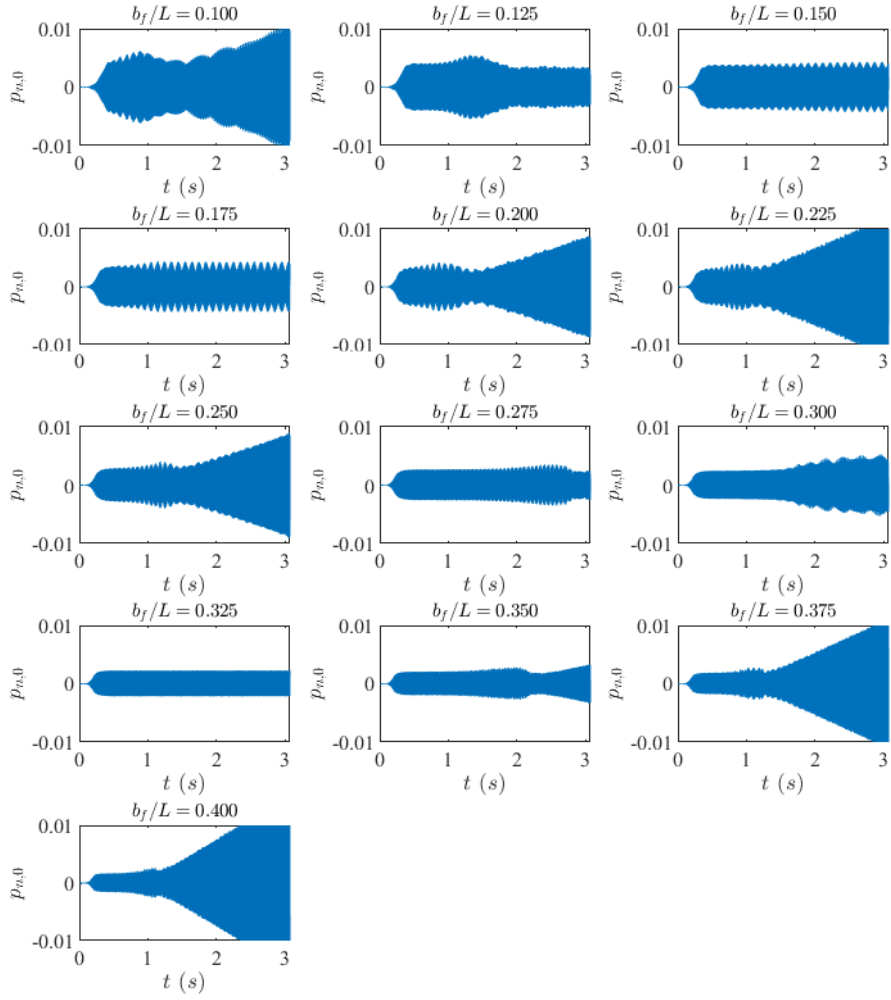 b_f/L = 0.100
b_f/L = 0.125
b_f/L = 0.150
0.01
0
-0.01
p_{n,0}
0 1 2 3
t (s)
0.01
0
-0.01
p_{n,0}
0 1 2 3
t (s)
0.01
0
-0.01
p_{n,0}
0 1 2 3
t (s)
b_f/L = 0.175
b_f/L = 0.200
b_f/L = 0.225
0.01
0
-0.01
p_{n,0}
0 1 2 3
t (s)
0.01
0
-0.01
p_{n,0}
0 1 2 3
t (s)
0.01
0
-0.01
p_{n,0}
0 1 2 3
t (s)
b_f/L = 0.250
b_f/L = 0.275
b_f/L = 0.300
0.01
0
-0.01
p_{n,0}
0 1 2 3
t (s)
0.01
0
-0.01
p_{n,0}
0 1 2 3
t (s)
0.01
0
-0.01
p_{n,0}
0 1 2 3
t (s)
b_f/L = 0.325
b_f/L = 0.350
b_f/L = 0.375
0.01
0
-0.01
p_{n,0}
0 1 2 3
t (s)
0.01
0
-0.01
p_{n,0}
0 1 2 3
t (s)
0.01
0
-0.01
p_{n,0}
0 1 2 3
t (s)
b_f/L = 0.400
0.01
0
-0.01
p_{n,0}
0 1 2 3
t (s)